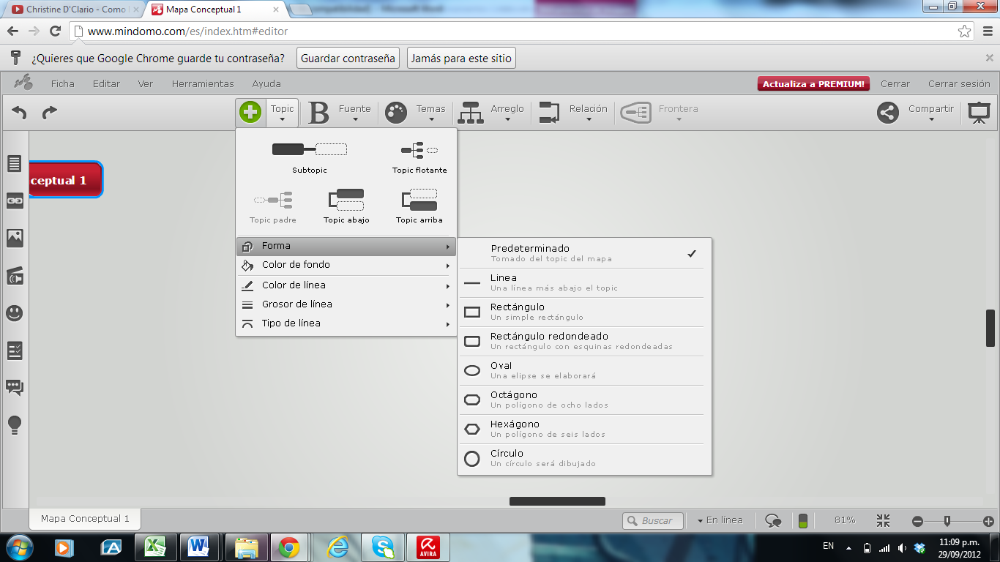 Christine D'Clario - Como
Mapa Conceptual 1
Microsoft Word
www.mindomo.com/es/index.htm#editor
¿Quieres que Google Chrome guarde tu contraseña?
Guardar contraseña
Jamás para este sitio
Ficha
Editar
Ver
Herramientas
Ayuda
Actualiza a PREMIUM!
Cerrar
Cerrar sesión
Topic
B
Fuente
Temas
Arreglo
Relación
Frontera
Compartir
Subtopic
Topic flotante
ceptual 1
Topic padre
Topic abajo
Topic arriba
Forma
Color de fondo
Color de línea
Grosor de línea
Tipo de línea
Predeterminado
Tomado del topic del mapa
Linea
Una línea más abajo el topic
Rectángulo
Un simple rectángulo
Rectángulo redondeado
Un rectángulo con esquinas redondeadas
Oval
Una elipse se elaborará
Octágono
Un polígono de ocho lados
Hexágono
Un polígono de seis lados
Círculo
Un círculo será dibujado
Mapa Conceptual 1
Buscar
En línea
81%
AVIRA
EN
11:09 p.m.
29/09/2012